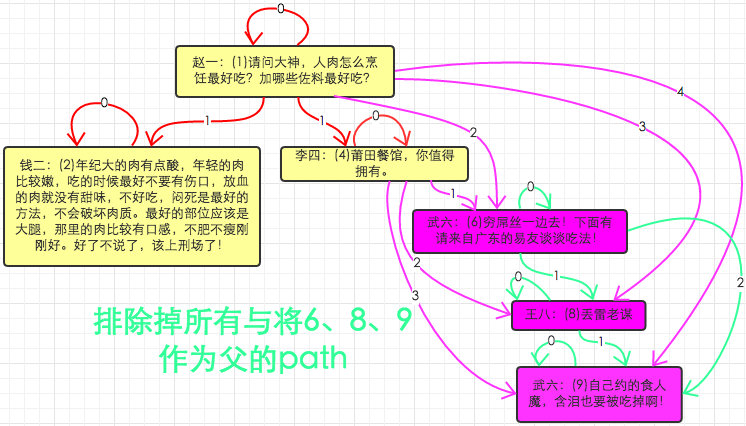 0
赵一：(1)请问大神，人肉怎么烹
饪最好吃？加哪些佐料最好吃？
4
0
1
1
0
2
3
钱二：(2)年纪大的肉有点酸，年轻的肉
比较嫩，吃的时候最好不要有伤口，放血
的肉就没有甜味，不好吃，闷死是最好的
方法，不会破坏肉质。最好的部位应该是
大腿，那里的肉比较有口感，不肥不瘦刚
刚好。好了不说了，该上刑场了！
李四：(4)莆田餐馆，你值得
拥有。
1
0
武六：(6)穷屌丝一边去！下面有
请来自广东的易友谈谈吃法！
2
0
1
2
3
王八：(8)丢雷老谋
排除掉所有与将6、8、9
作为父的path
0
1
武六：(9)自己约的食人
魔，含泪也要被吃掉啊！